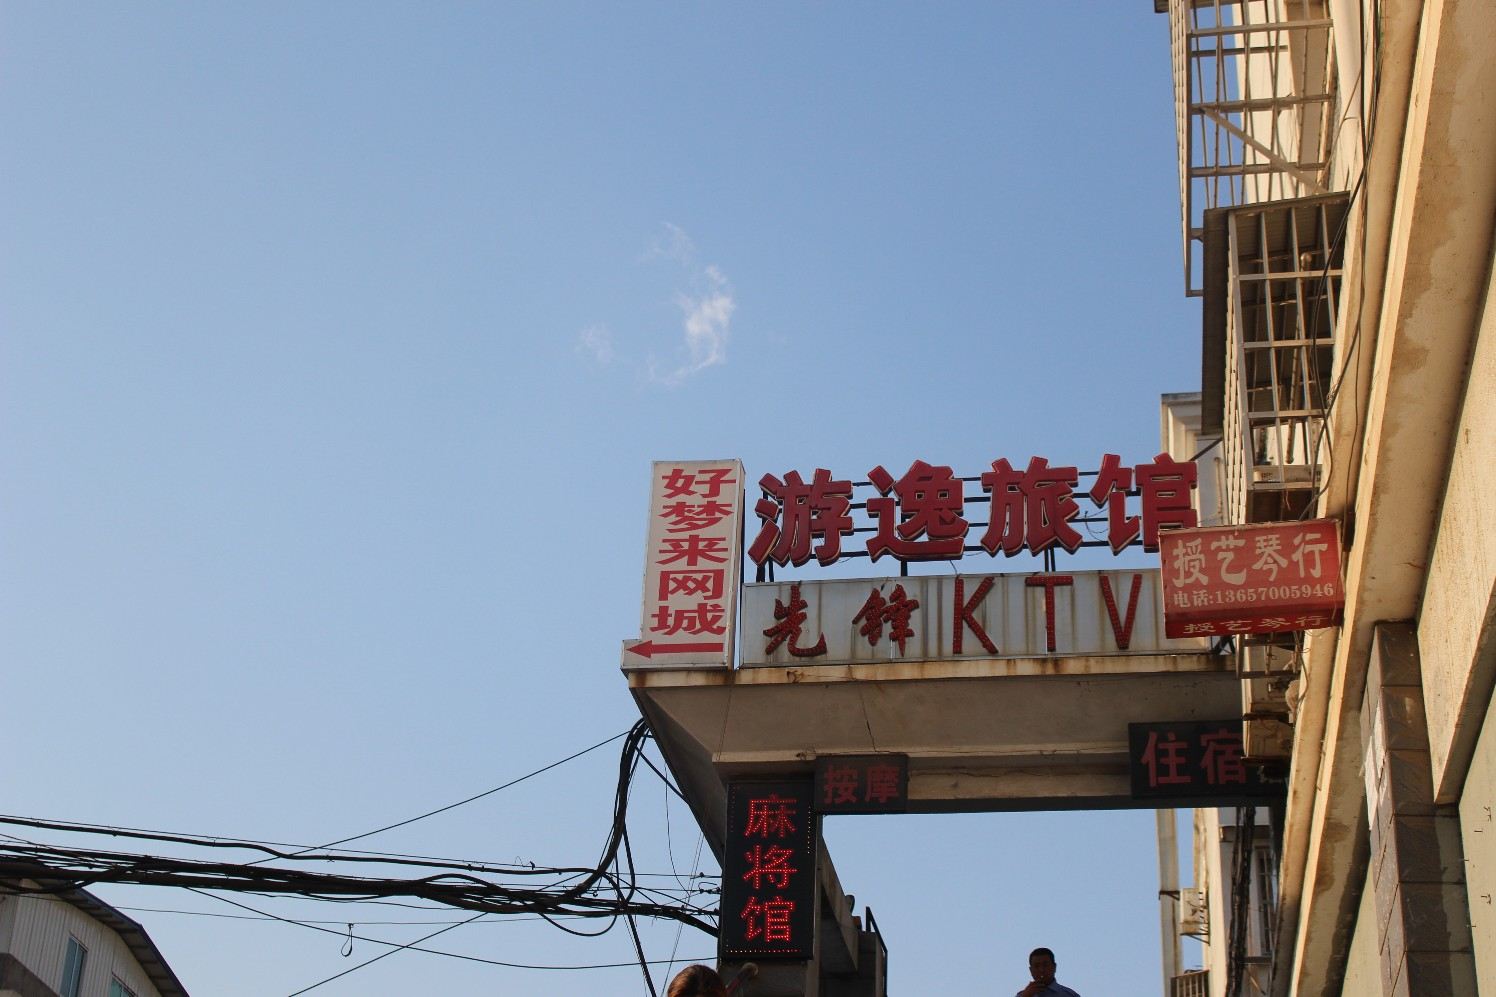 好梦来网城
游逸旅馆
先锋KTV
授艺琴行
电话:13657005946
授艺琴行
住宿
按摩
麻将馆